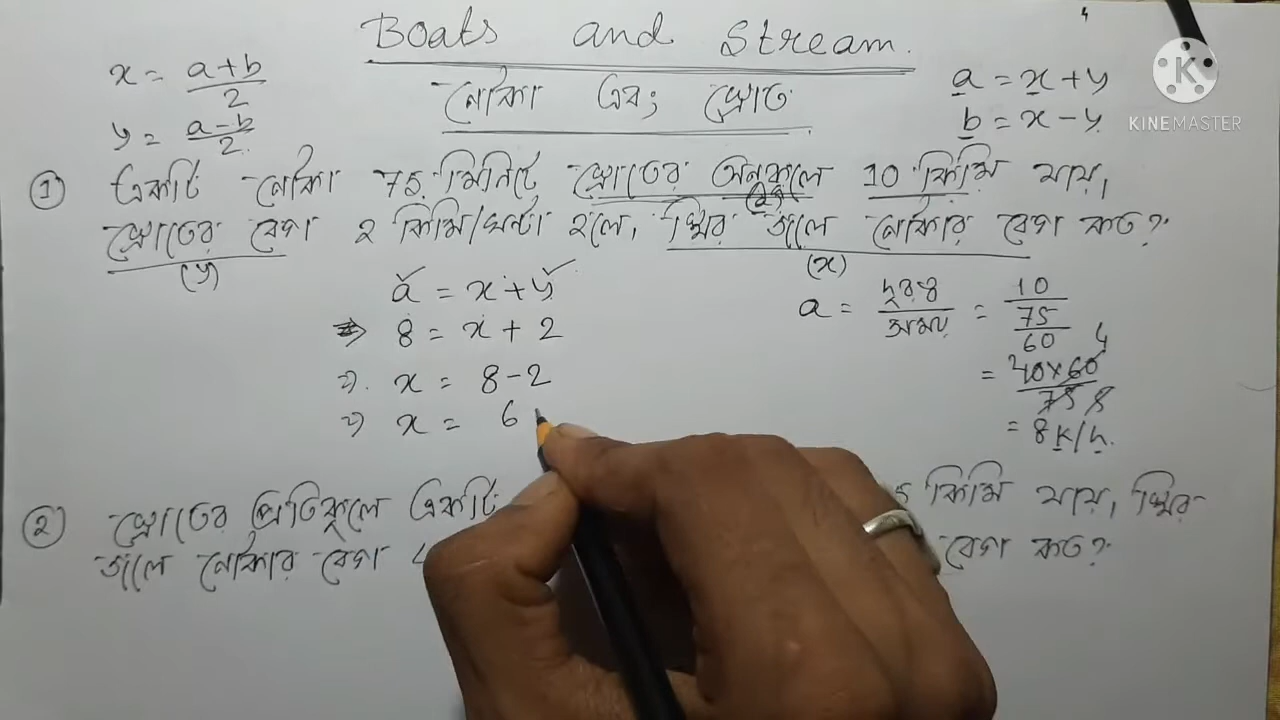 Boats and Stream.
নৌকা এবং স্রোত
x = a+b
2
y = a-b
2.
a = x + y
b = x - y.
KINEMASTER
① একটি নৌকা 75 মিনিটে স্রোতের অনুকূলে 10 কিমি যায়,
(a)
স্রোতের বেগ 2 কিমি/ঘন্টা হলে, স্থির জলে নৌকার বেগ কত?
(y)
(x)
a = x + y
⇒ 8 = x + 2
⇒ x = 8 - 2
⇒ x = 6
a = দূরত্ব = 10
সময় 75
60
4
= 10 x 60
75
= 8 K/h.
② স্রোতের প্রতিকূলে একটি কিমি যায়, স্থির
জলে নৌকার বেগ বেগ কত?